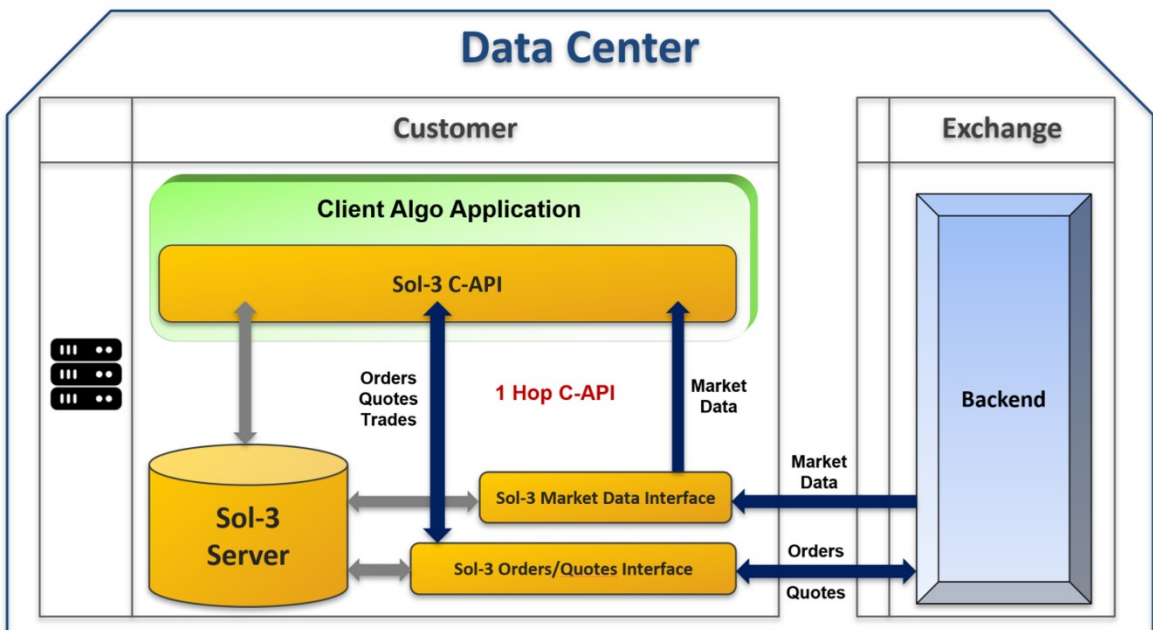 Data Center
Customer
Exchange
Client Algo Application
Sol-3 C-API
Orders
Quotes
Trades
1 Hop C-API
Market
Data
Backend
Market
Data
Sol-3
Server
Sol-3 Market Data Interface
Sol-3 Orders/Quotes Interface
Orders
Quotes